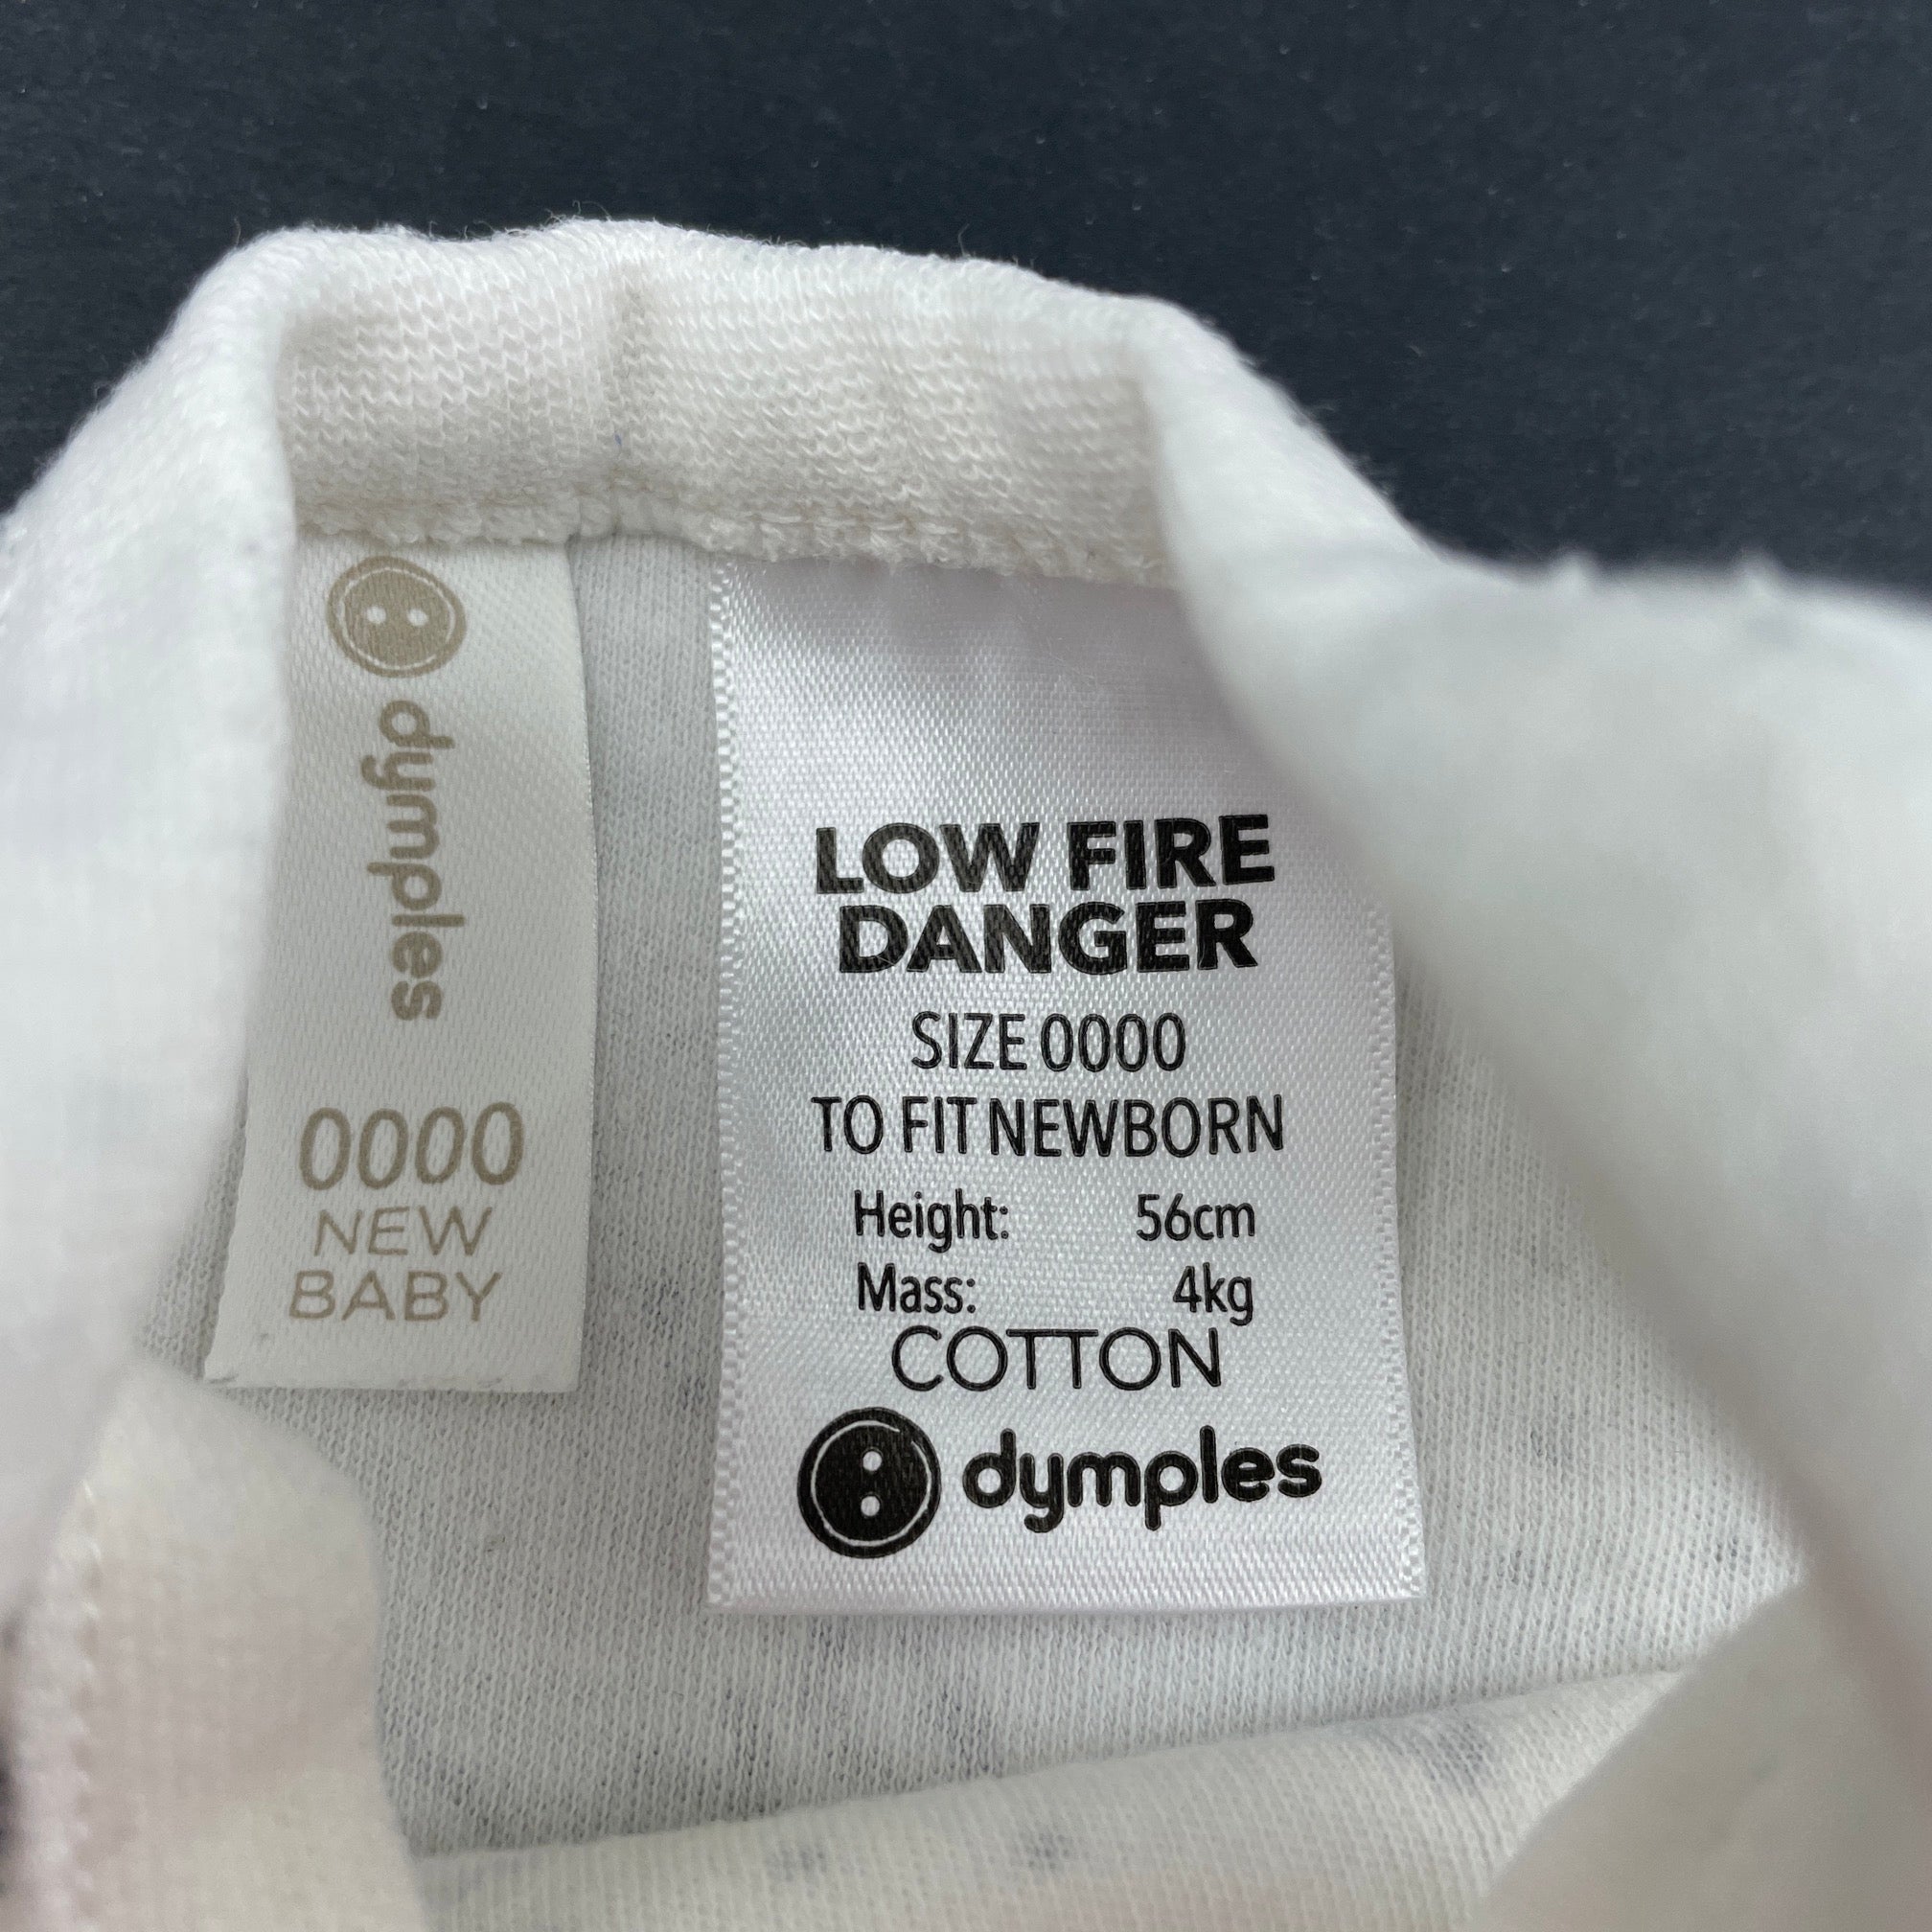 dymples
0000
NEW
BABY
LOW FIRE
DANGER
SIZE 0000
TO FIT NEWBORN
Height: 56cm
Mass: 4kg
COTTON
dymples